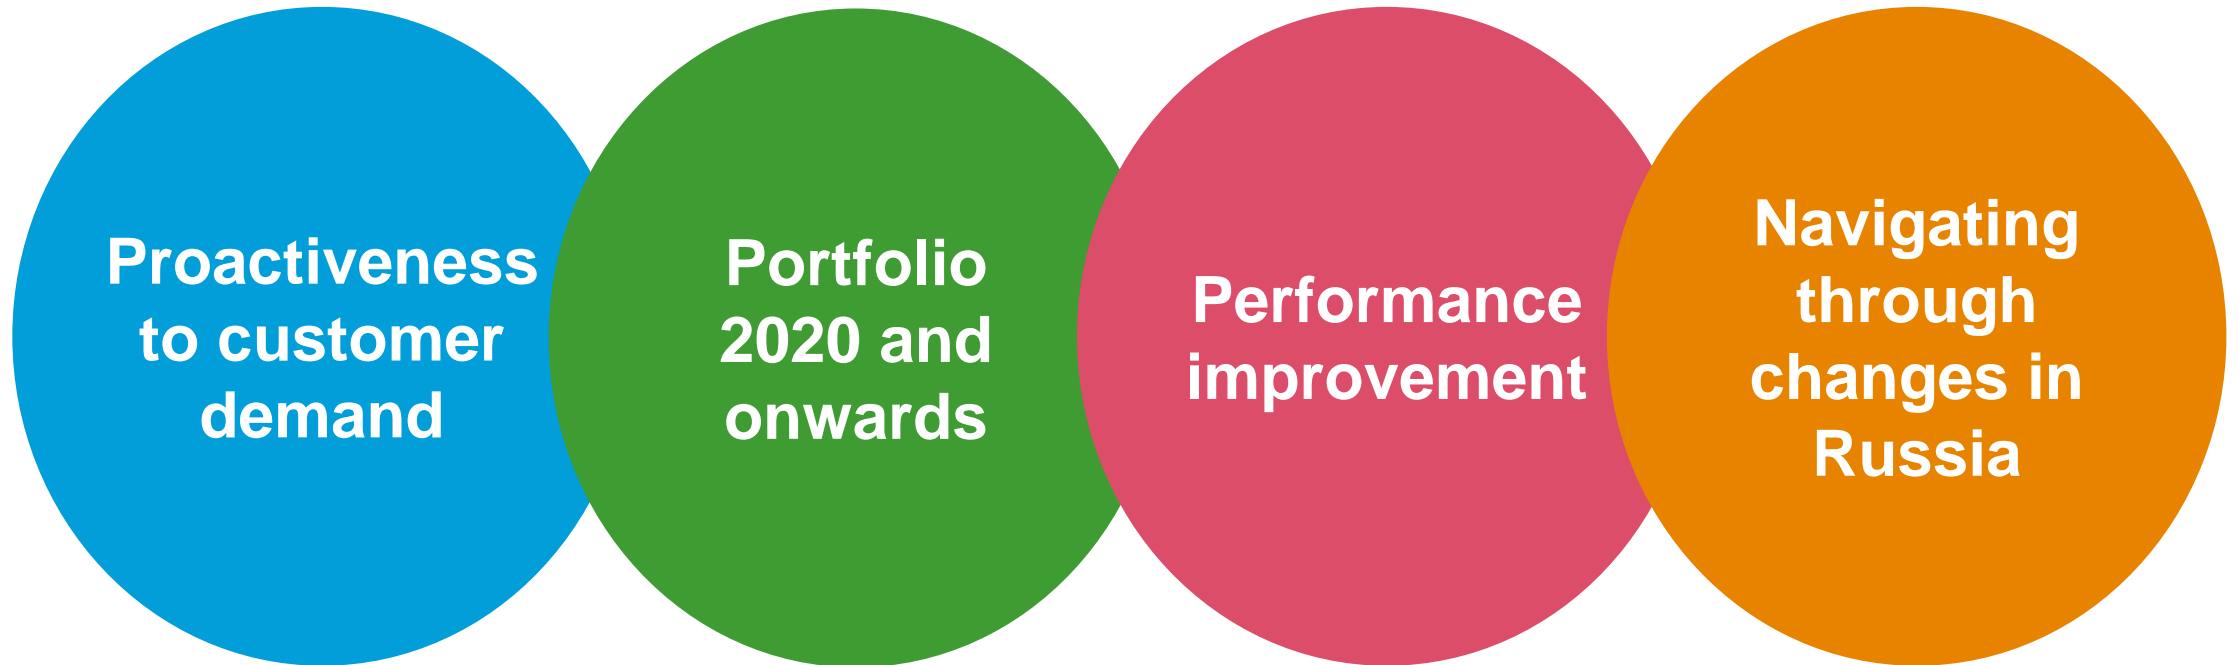 Proactiveness
to customer
demand
Portfolio
2020 and
onwards
Performance
improvement
Navigating
through
changes in
Russia